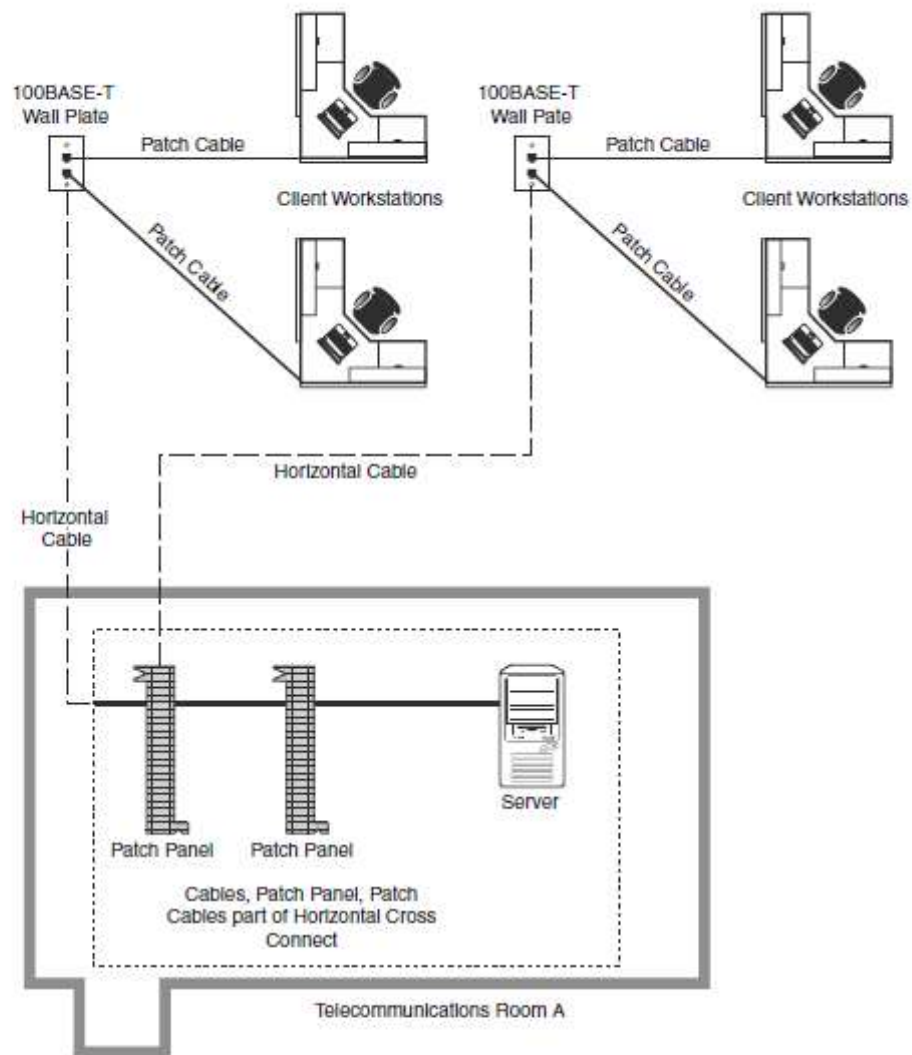 100BASE-T
Wall Plate
Patch Cable
Client Workstations
Patch Cable
100BASE-T
Wall Pate
Patch Cable
Client Workstations
Patch Cable
Horizontal Cable
Horizontal
Cable
Server
Patch Panel
Patch Panel
Cables, Patch Panel, Patch
Cables part of Horizontal Cross
Connect
Telecommunications Room A